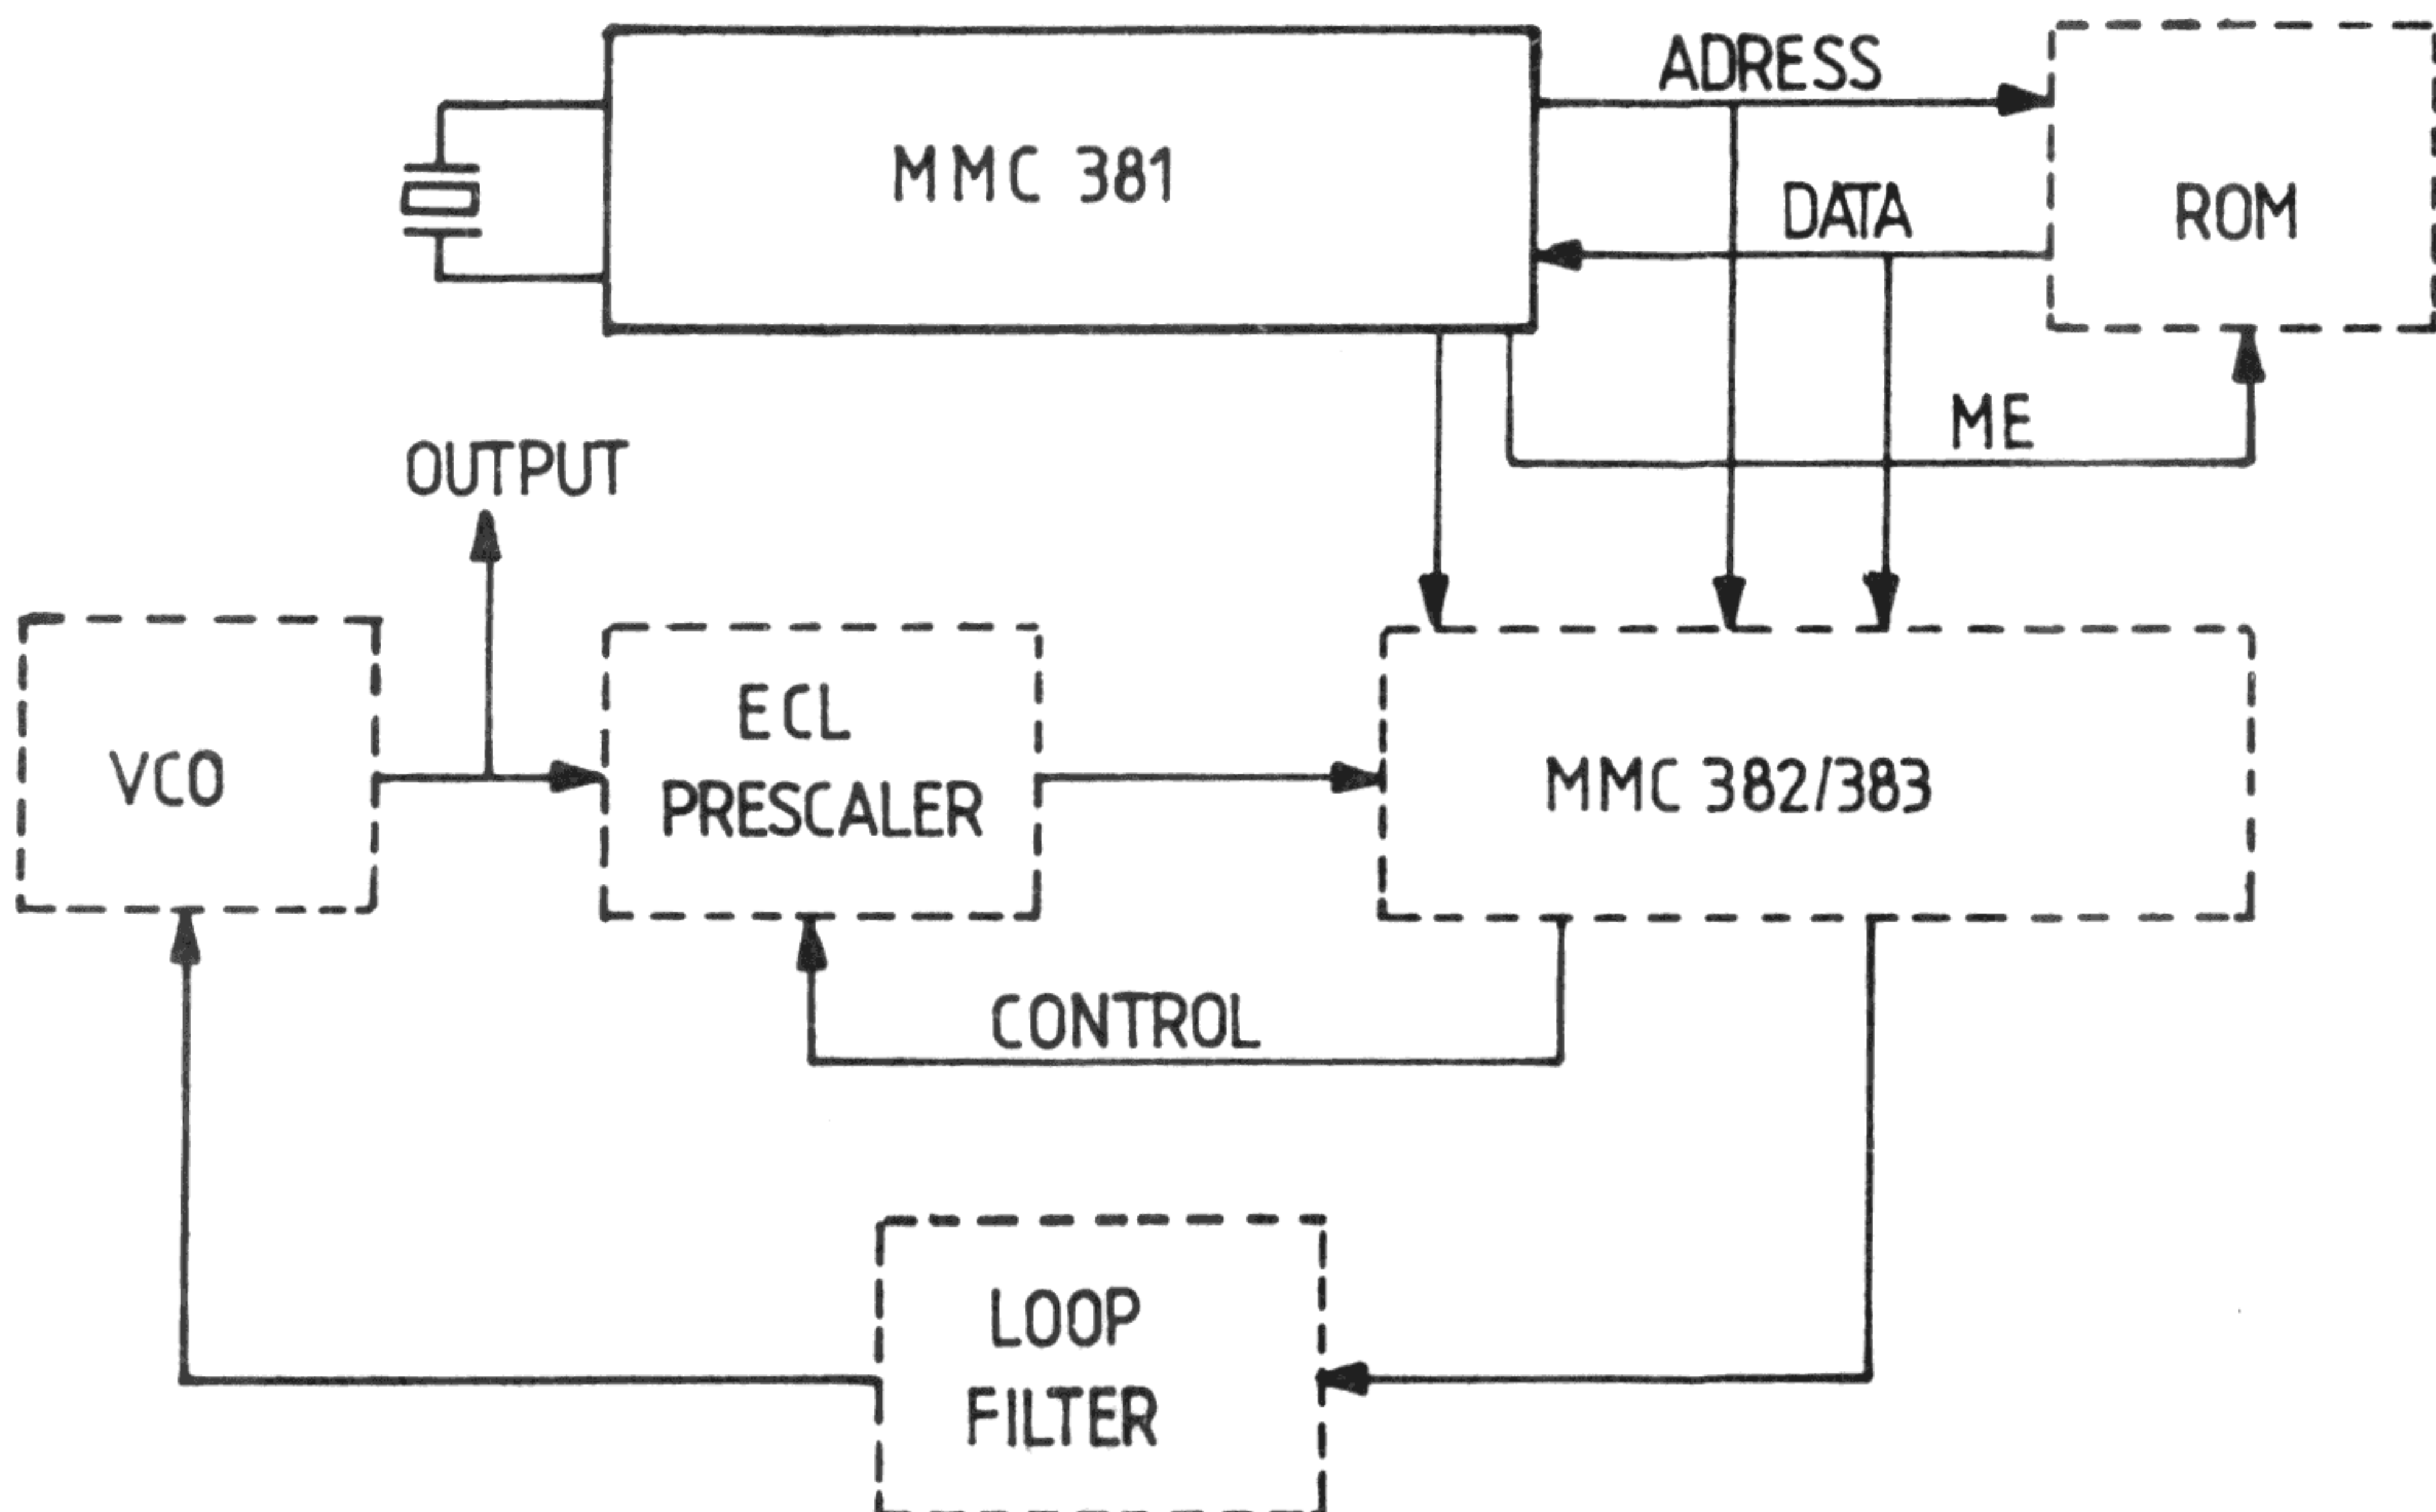 ADRESS
MMC 381
DATA
ROM
ME
OUTPUT
VCO
ECL
PRESCALER
MMC 382/383
CONTROL
LOOP
FILTER